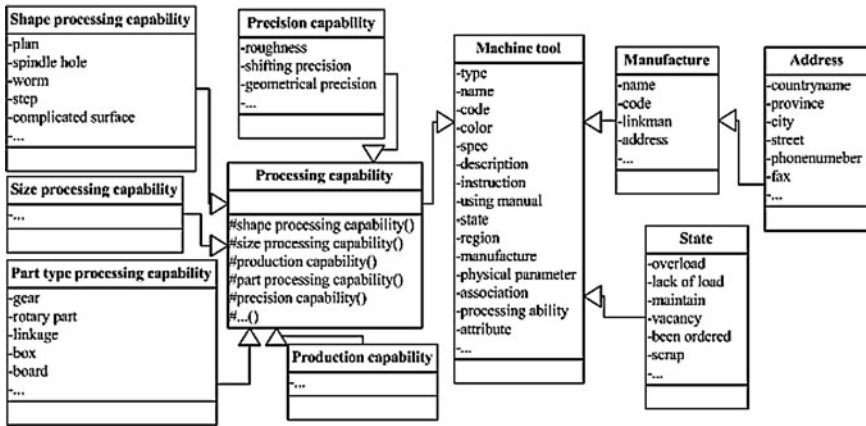 Shape processing capability
-plan
-spindle hole
-worm
-step
-complicated surface
-...
Size processing capability
-...
Part type processing capability
-gear
-rotary part
-linkage
-box
-board
-...
Precision capability
-roughness
-shifting precision
-geometrical precision
-...
Processing capability
#shape processing capability()
#size processing capability()
#production capability()
#part processing capability()
#precision capability()
#...()
Production capability
-...
Machine tool
-type
-name
-code
-color
-spec
-description
-instruction
-using manual
-state
-region
-manufacture
-physical parameter
-association
-processing ability
-attribute
-...
Manufacture
-name
-code
-linkman
-address
-...
Address
-countryname
-province
-city
-street
-phonenumeber
-fax
-...
State
-overload
-lack of load
-maintain
-vacancy
-been ordered
-scrap
-...